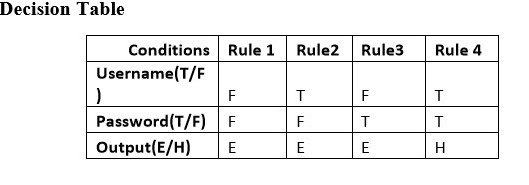 Decision Table
Conditions Rule 1 Rule2 Rule3 Rule 4
Username(T/F
) F T F T
Password(T/F) F F T T
Output(E/H) E E E H